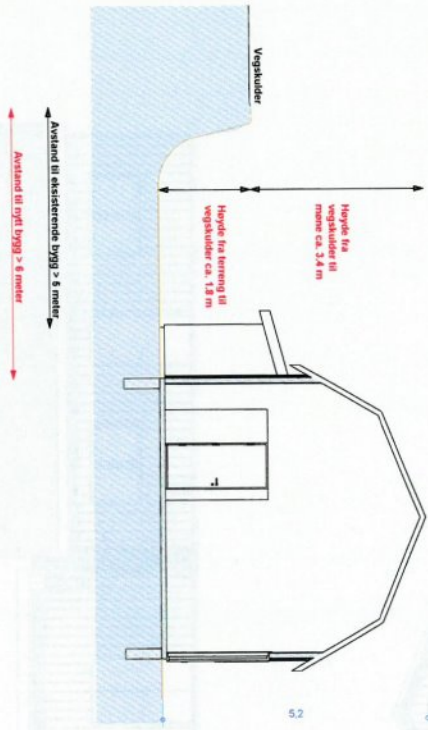 Vegskulder
Høyde fra
vegskulder til
møne ca. 3.4 m
Høyde fra terreng til
vegskulder ca. 1.8 m
Avstand til eksisterende bygg > 5 meter
Avstand til nytt bygg > 6 meter
5,2